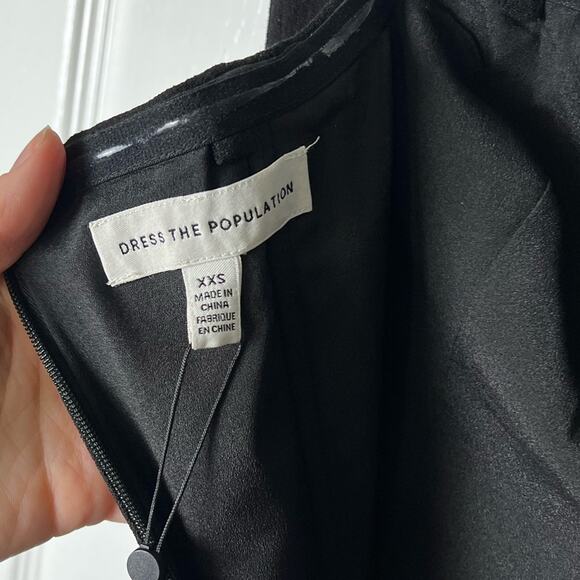 DRESS THE POPULATION
XXS
MADE IN
CHINA
FABRIQUE
EN CHINE